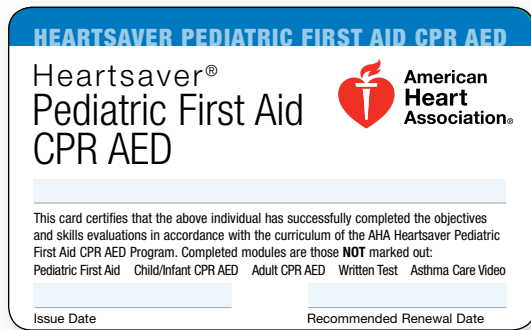 HEARTSAVER PEDIATRIC FIRST AID CPR AED
Heartsaver®
Pediatric First Aid
CPR AED
American
Heart
Association®
This card certifies that the above individual has successfully completed the objectives
and skills evaluations in accordance with the curriculum of the AHA Heartsaver Pediatric
First Aid CPR AED Program. Completed modules are those NOT marked out:
Pediatric First Aid Child/Infant CPR AED Adult CPR AED Written Test Asthma Care Video
Issue Date
Recommended Renewal Date